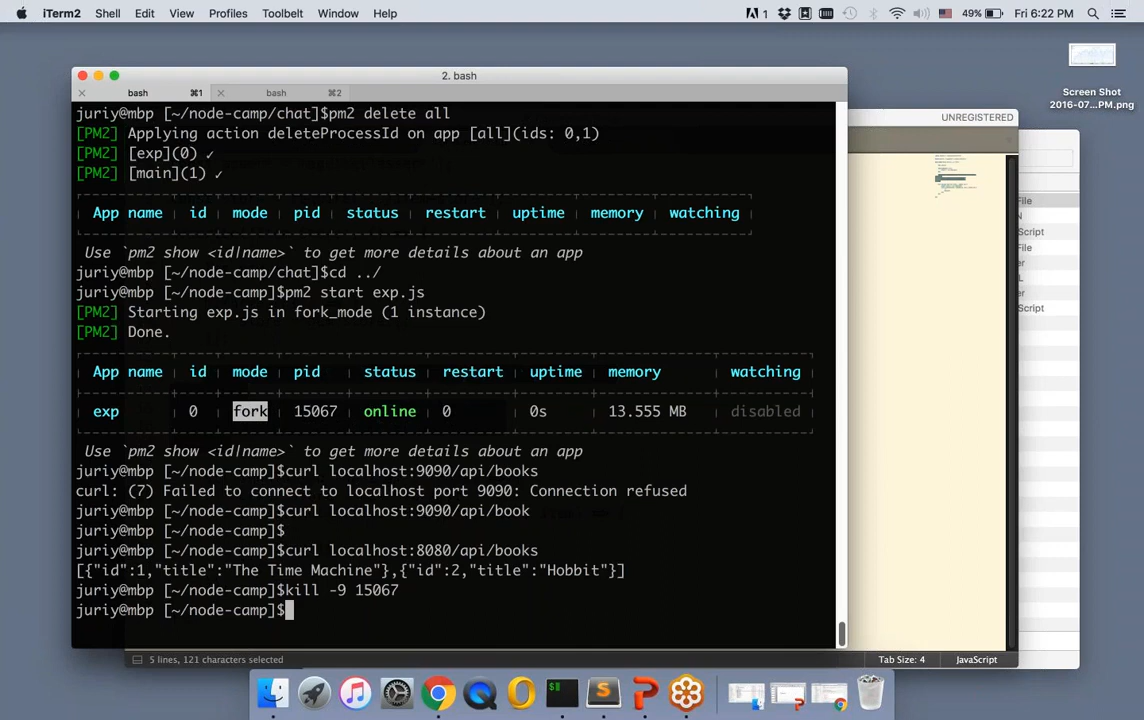 iTerm2 Shell Edit View Profiles Toolbelt Window Help 1 49% Fri 6:22 PM
Screen Shot
2016-07...PM.png
2. bash
bash ⌘1 bash ⌘2
UNREGISTERED
juriy@mbp [~/node-camp/chat]$pm2 delete all
[PM2] Applying action deleteProcessId on app [all](ids: 0,1)
[PM2] [exp](0) ✓
[PM2] [main](1) ✓
App name id mode pid status restart uptime memory watching
Use `pm2 show <id|name>` to get more details about an app
juriy@mbp [~/node-camp/chat]$cd ../
juriy@mbp [~/node-camp]$pm2 start exp.js
[PM2] Starting exp.js in fork_mode (1 instance)
[PM2] Done.
App name id mode pid status restart uptime memory watching
exp 0 fork 15067 online 0 0s 13.555 MB disabled
Use `pm2 show <id|name>` to get more details about an app
juriy@mbp [~/node-camp]$curl localhost:9090/api/books
curl: (7) Failed to connect to localhost port 9090: Connection refused
juriy@mbp [~/node-camp]$curl localhost:9090/api/book
juriy@mbp [~/node-camp]$
juriy@mbp [~/node-camp]$curl localhost:8080/api/books
[{"id":1,"title":"The Time Machine"},{"id":2,"title":"Hobbit"}]
juriy@mbp [~/node-camp]$kill -9 15067
juriy@mbp [~/node-camp]$
File
Script
File
er
er
Script
5 lines, 121 characters selected Tab Size: 4 JavaScript